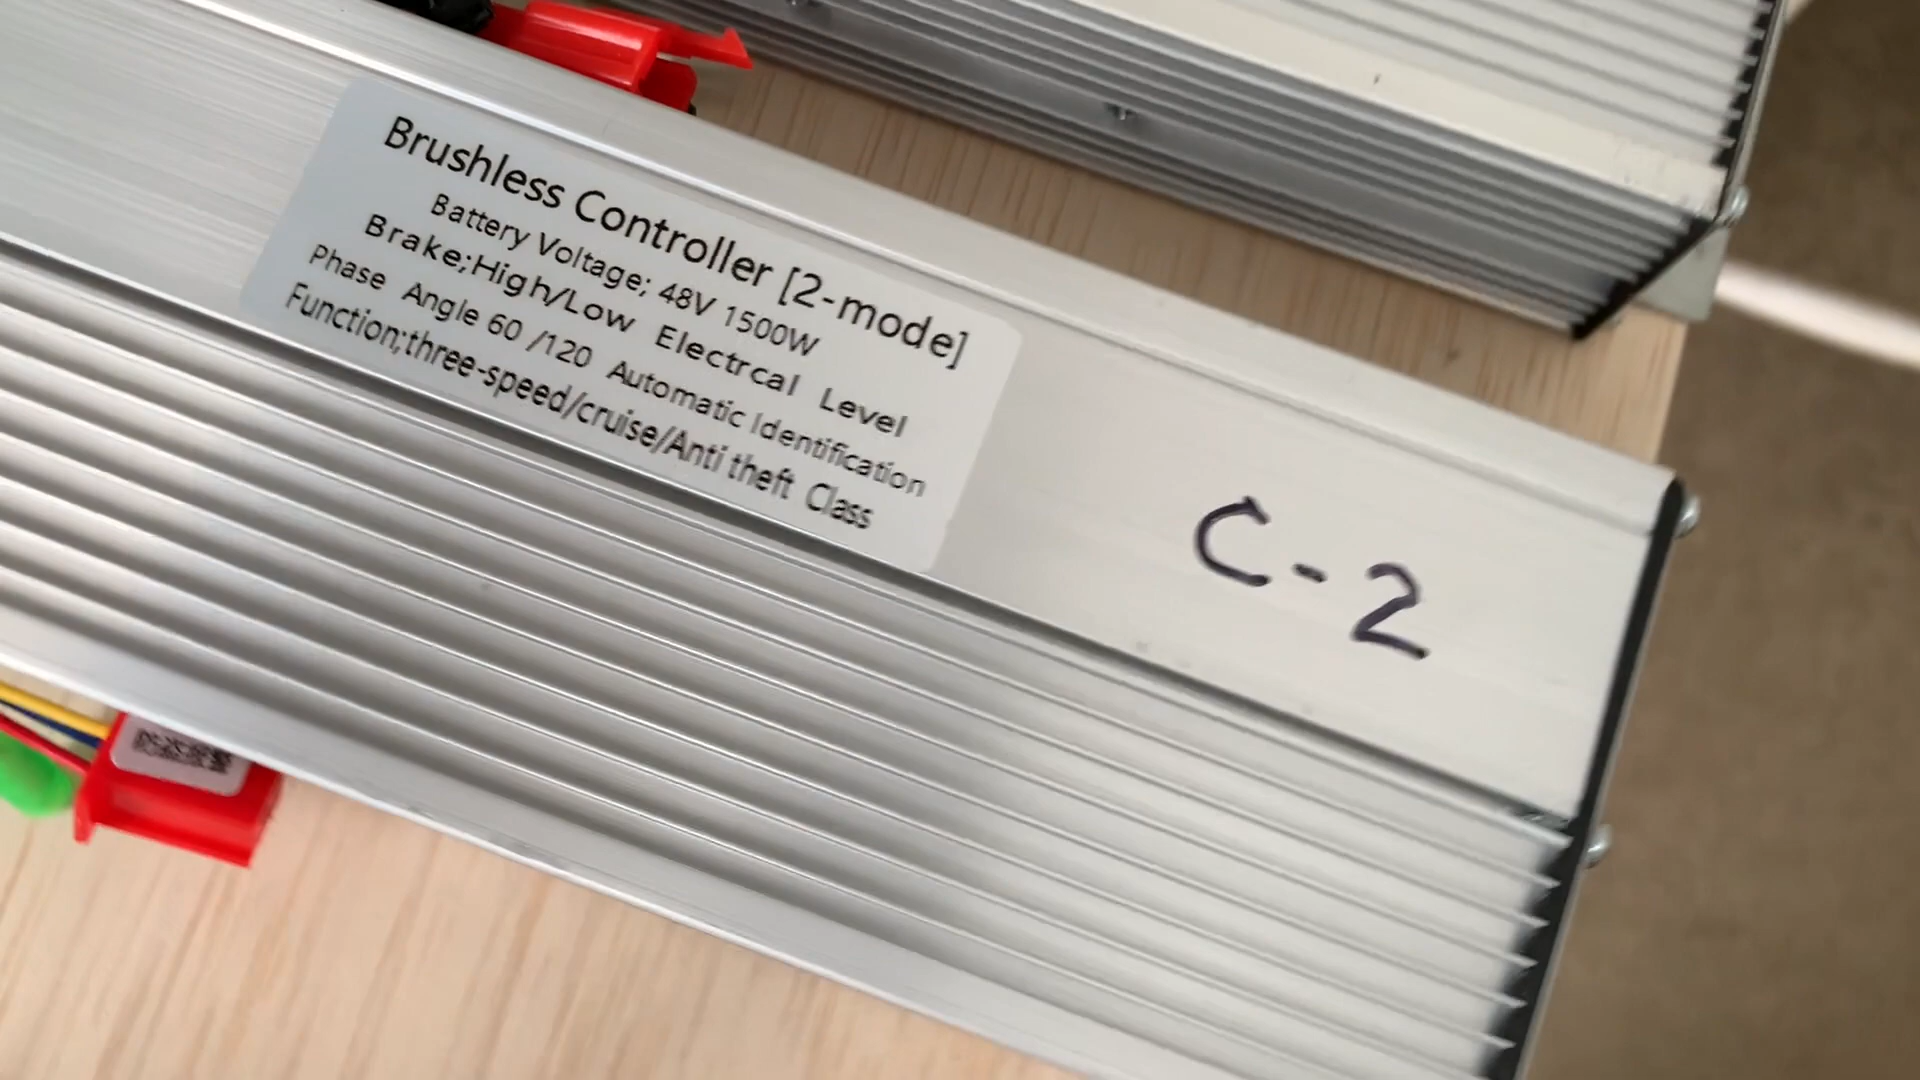 Brushless Controller [2-mode]
Battery Voltage; 48V 1500W
Brake;High/Low Electrcal Level
Phase Angle 60 /120 Automatic Identification
Function;three-speed/cruise/Anti theft Class
C-2